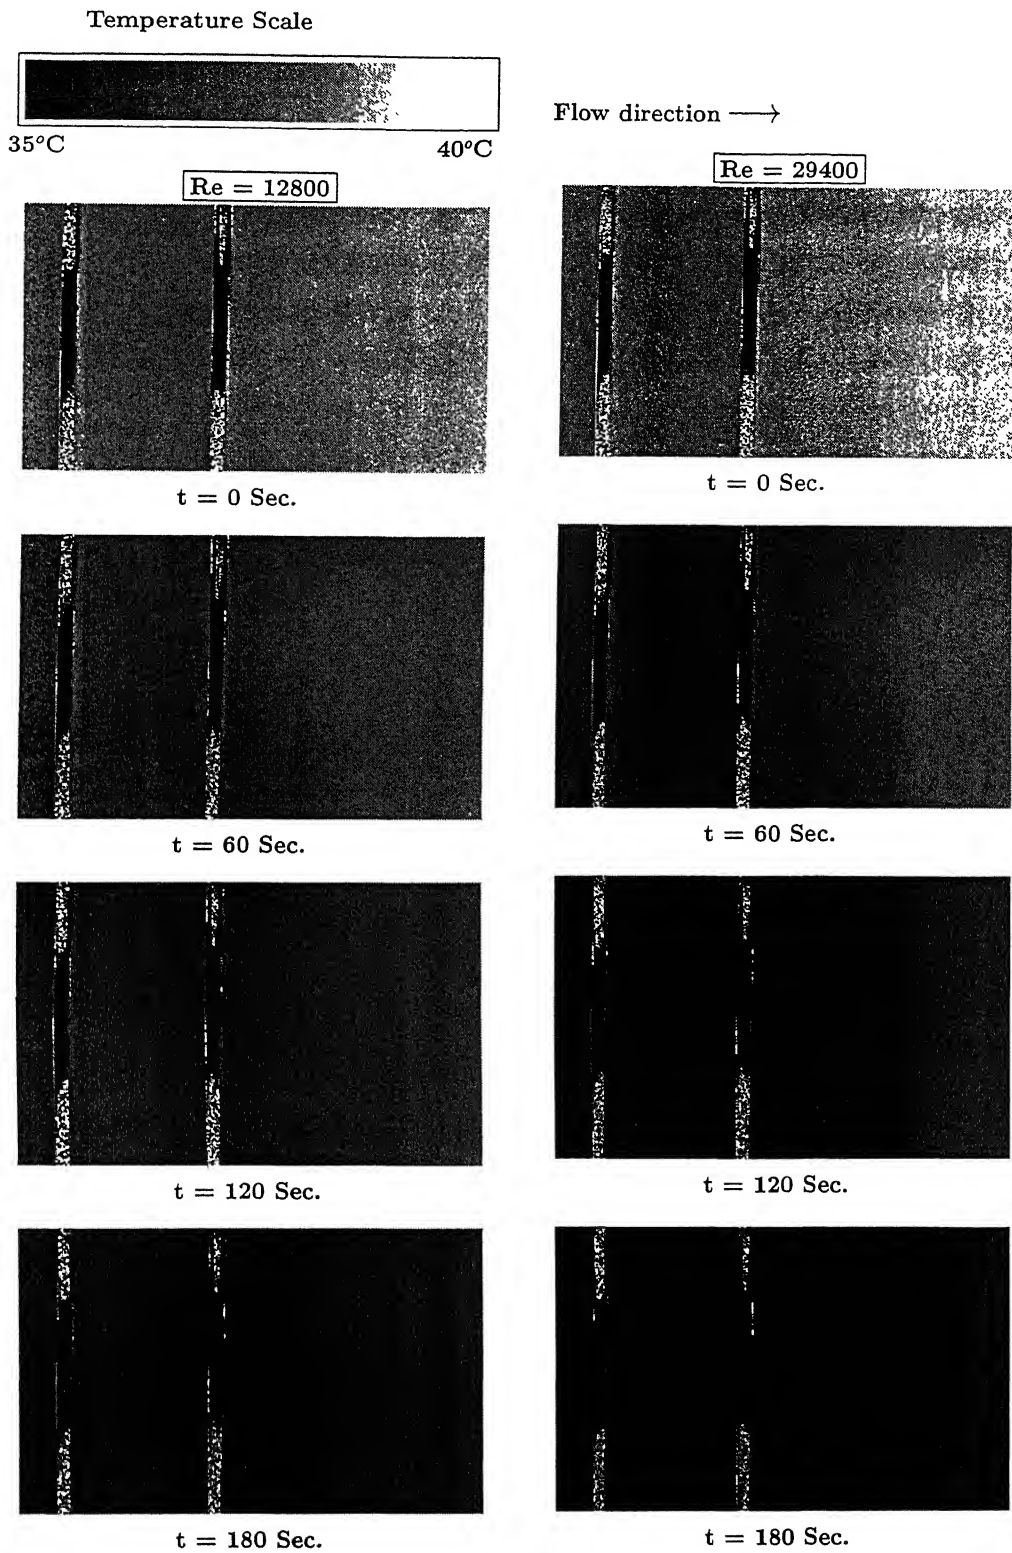 Temperature Scale
35°C
40°C
Flow direction →
Re = 12800
Re = 29400
t = 0 Sec.
t = 0 Sec.
t = 60 Sec.
t = 60 Sec.
t = 120 Sec.
t = 120 Sec.
t = 180 Sec.
t = 180 Sec.